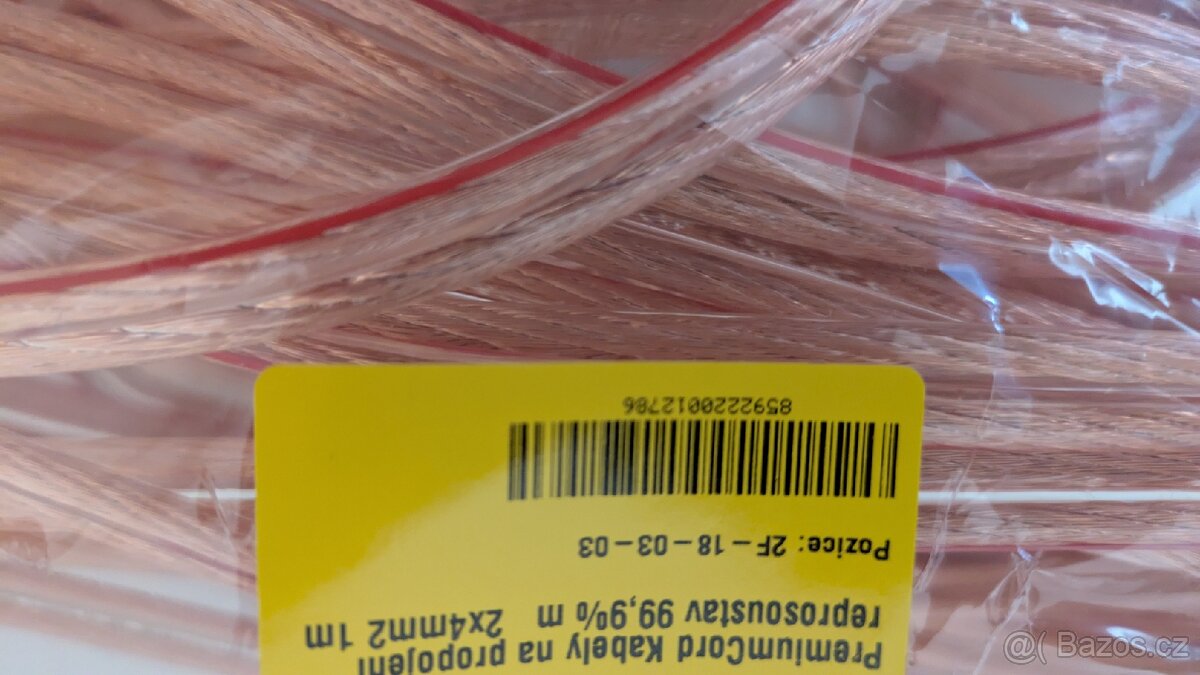 PremiumCord Kabely na propojení
reprosoustav 99,9% m 2x4mm2 1m
Pozice: 2F-18-03-03
8592220012786
@( Bazos.cz